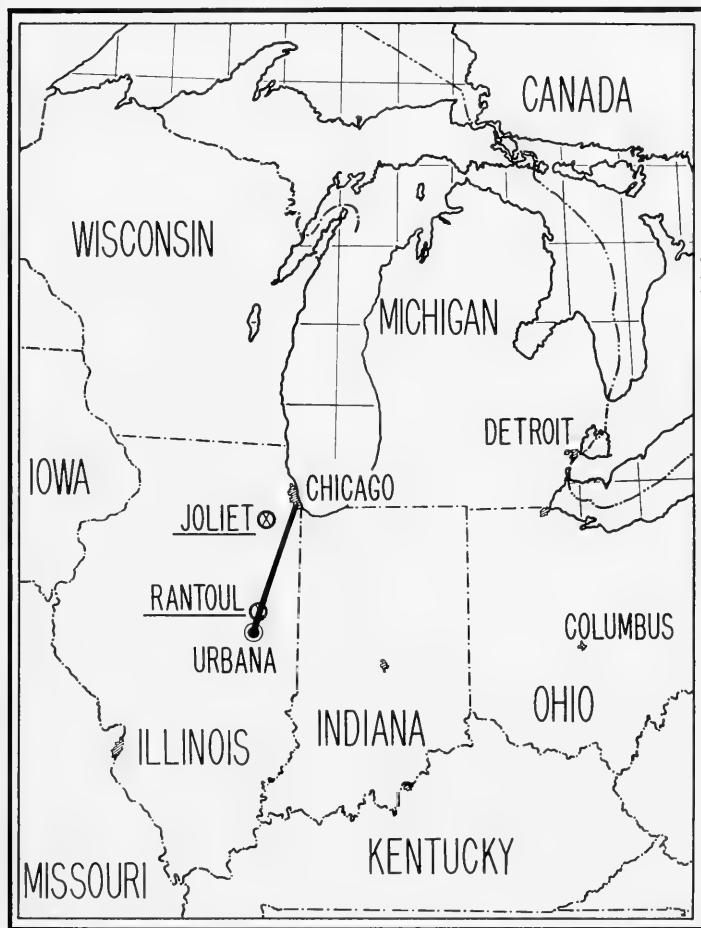 CANADA
WISCONSIN
MICHIGAN
DETROIT
IOWA
CHICAGO
JOLIET
RANTOUL
URBANA
COLUMBUS
OHIO
INDIANA
ILLINOIS
KENTUCKY
MISSOURI